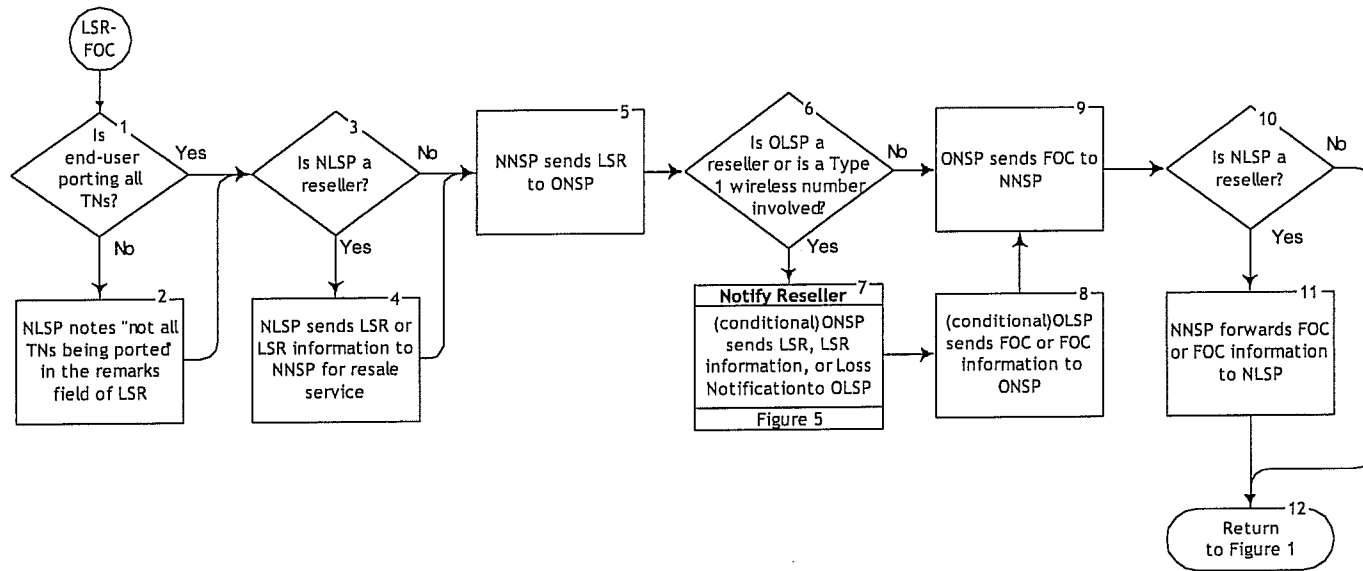 LSR-
FOC
1
Is
end-user
porting all
TNs?
Yes
No
2
NLSP notes "not all
TNs being ported"
in the remarks
field of LSR
3
Is NLSP a
reseller?
No
Yes
4
NLSP sends LSR or
LSR information to
NNSP for resale
service
5
NNSP sends LSR
to ONSP
6
Is OLSP a
reseller or is a Type
1 wireless number
involved?
No
Yes
7
Notify Reseller
(conditional)ONSP
sends LSR, LSR
information, or Loss
Notificationto OLSP
Figure 5
8
(conditional)OLSP
sends FOC or FOC
information to
ONSP
9
ONSP sends FOC to
NNSP
10
Is NLSP a
reseller?
No
Yes
11
NNSP forwards FOC
or FOC information
to NLSP
12
Return
to Figure 1